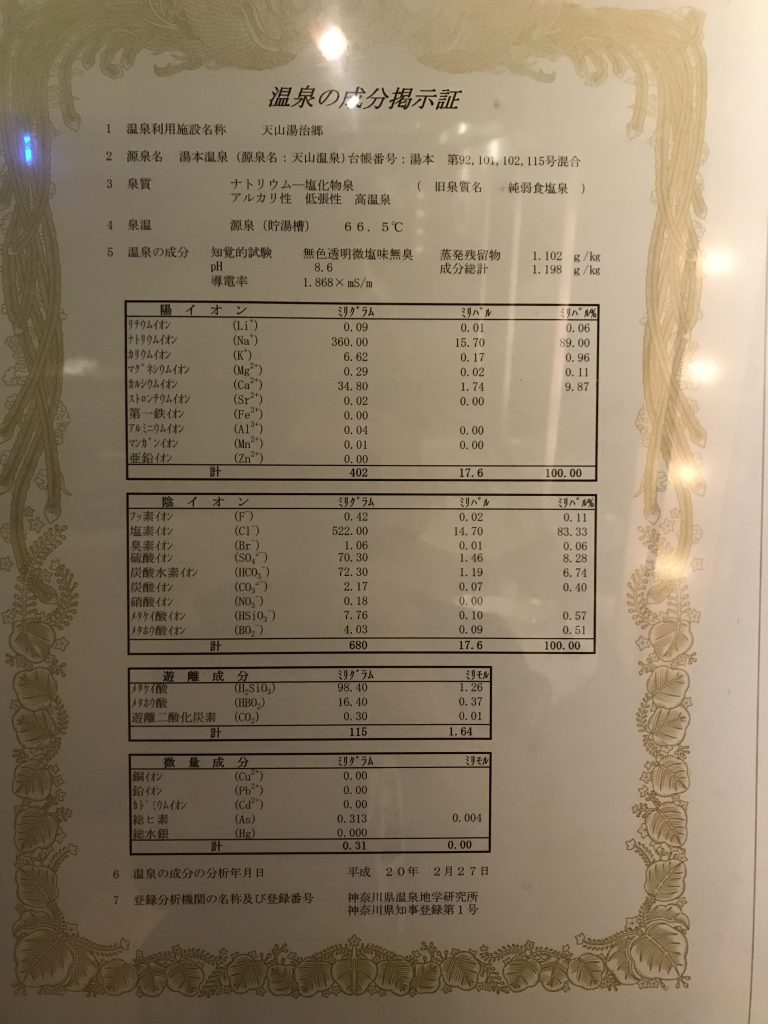 温泉の成分掲示証
1 温泉利用施設名称 天山湯治郷
2 源泉名 湯本温泉(源泉名:天山温泉)台帳番号:湯本 第92,101,102,115号混合
3 泉質 ナトリウム―塩化物泉 ( 旧泉質名 純弱食塩泉 )
アルカリ性 低張性 高温泉
4 泉温 源泉(貯湯槽) 66.5℃
5 温泉の成分 知覚的試験 無色透明微塩味無臭 蒸発残留物 1.102 g/kg
pH 8.6 成分総計 1.198 g/kg
導電率 1.868× mS/m
陽イオン ミリグラム ミリバル ミリバル%
リチウムイオン (Li⁺) 0.09 0.01 0.06
ナトリウムイオン (Na⁺) 360.00 15.70 89.00
カリウムイオン (K⁺) 6.62 0.17 0.96
マグネシウムイオン (Mg²⁺) 0.29 0.02 0.11
カルシウムイオン (Ca²⁺) 34.80 1.74 9.87
ストロンチウムイオン (Sr²⁺) 0.02 0.00
第一鉄イオン (Fe²⁺) 0.00
アルミニウムイオン (Al³⁺) 0.04 0.00
マンガンイオン (Mn²⁺) 0.01 0.00
亜鉛イオン (Zn²⁺) 0.00
計 402 17.6 100.00
陰イオン ミリグラム ミリバル ミリバル%
フッ素イオン (F⁻) 0.42 0.02 0.11
塩素イオン (Cl⁻) 522.00 14.70 83.33
臭素イオン (Br⁻) 1.06 0.01 0.06
硫酸イオン (SO₄²⁻) 70.30 1.46 8.28
炭酸水素イオン (HCO₃⁻) 72.30 1.19 6.74
炭酸イオン (CO₃²⁻) 2.17 0.07 0.40
硝酸イオン (NO₃⁻) 0.18 0.00
メタケイ酸イオン (HSiO₃⁻) 7.76 0.10 0.57
メタホウ酸イオン (BO₂⁻) 4.03 0.09 0.51
計 680 17.6 100.00
遊離成分 ミリグラム ミリモル
メタケイ酸 (H₂SiO₃) 98.40 1.26
メタホウ酸 (HBO₂) 16.40 0.37
遊離二酸化炭素 (CO₂) 0.30 0.01
計 115 1.64
微量成分 ミリグラム ミリモル
銅イオン (Cu²⁺) 0.00
鉛イオン (Pb²⁺) 0.00
カドミウムイオン (Cd²⁺) 0.00
総ヒ素 (As) 0.313 0.004
総水銀 (Hg) 0.000
計 0.31 0.00
6 温泉の成分の分析年月日 平成 20年 2月27日
7 登録分析機関の名称及び登録番号 神奈川県温泉地学研究所
神奈川県知事登録第1号